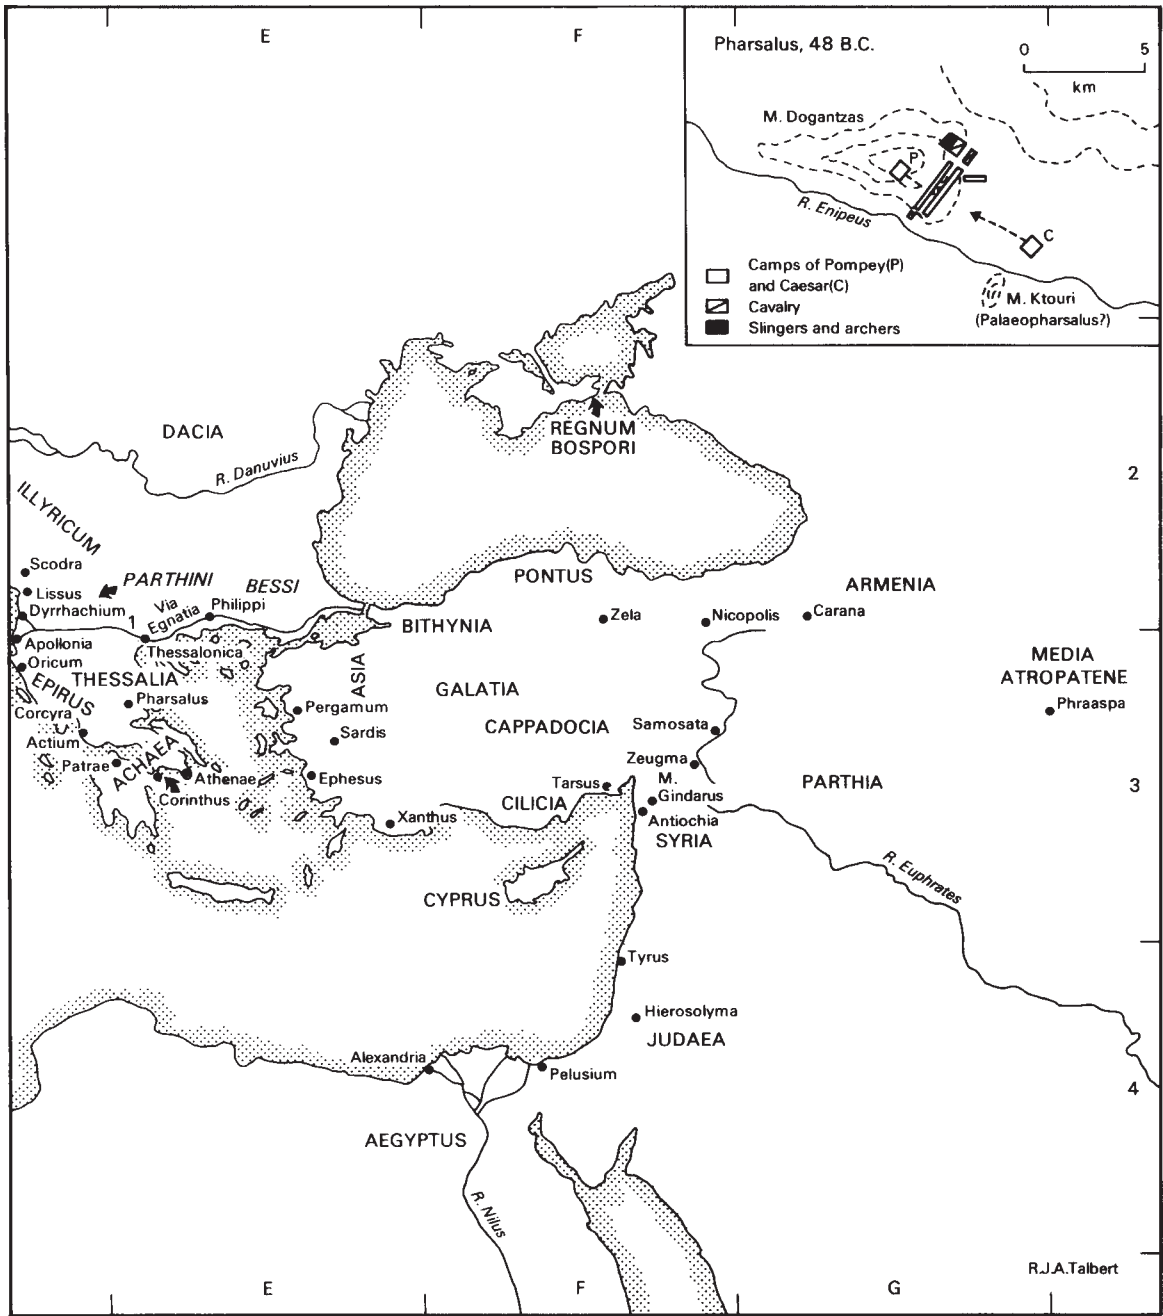 E
F
Pharsalus, 48 B.C.
0
5
km
M. Dogantzas
P
R. Enipeus
C
Camps of Pompey(P)
and Caesar(C)
Cavalry
Slingers and archers
M. Ktouri
(Palaeopharsalus?)
DACIA
R. Danuvius
REGNUM
BOSPORI
2
ILLYRICUM
Scodra
PARTHINI
BESSI
PONTUS
ARMENIA
Lissus
Dyrrhachium
1
Via
Egnatia
Philippi
BITHYNIA
Zela
Nicopolis
Carana
Apollonia
Thessalonica
Oricum
THESSALIA
ASIA
GALATIA
MEDIA
ATROPATENE
EPIRUS
Pharsalus
Pergamum
Phraaspa
Corcyra
Actium
Sardis
CAPPADOCIA
Samosata
Patrae
ACHAEA
Athenae
Ephesus
Zeugma
M.
Gindarus
Tarsus
PARTHIA
3
Corinthus
Xanthus
CILICIA
Antiochia
SYRIA
R. Euphrates
CYPRUS
Tyrus
Hierosolyma
JUDAEA
Alexandria
Pelusium
4
AEGYPTUS
R. Nilus
R.J.A.Talbert
E
F
G